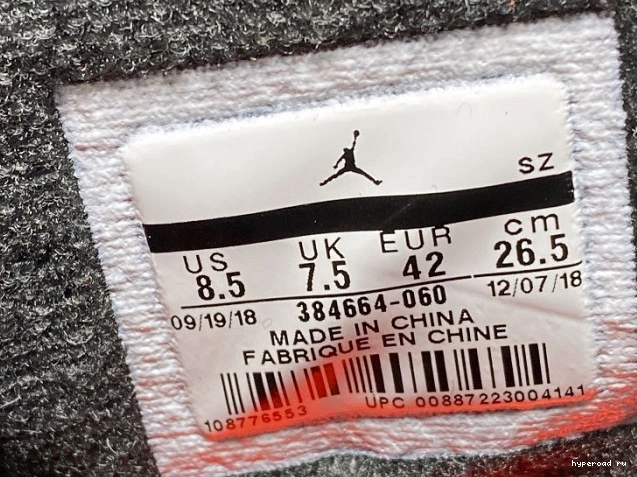 SZ
US UK EUR cm
8.5 7.5 42 26.5
09/19/18 384664-060 12/07/18
MADE IN CHINA
FABRIQUE EN CHINE
108776553 UPC 00887223004141
hyperoad ru